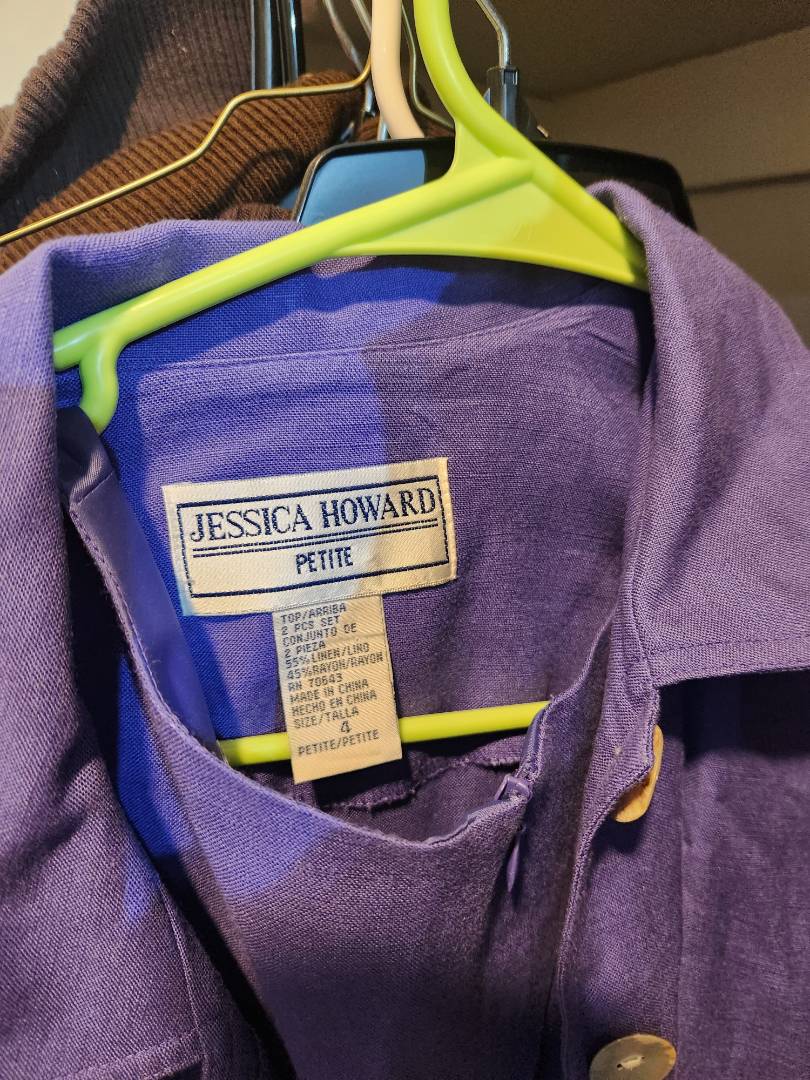 JESSICA HOWARD
PETITE
TOP/ARRIBA
2 PCS SET
CONJUNTO DE
2 PIEZA
55%LINEN/LINO
45%RAYON/RAYON
RN 70643
MADE IN CHINA
HECHO EN CHINA
SIZE/TALLA
4
PETITE/PETITE